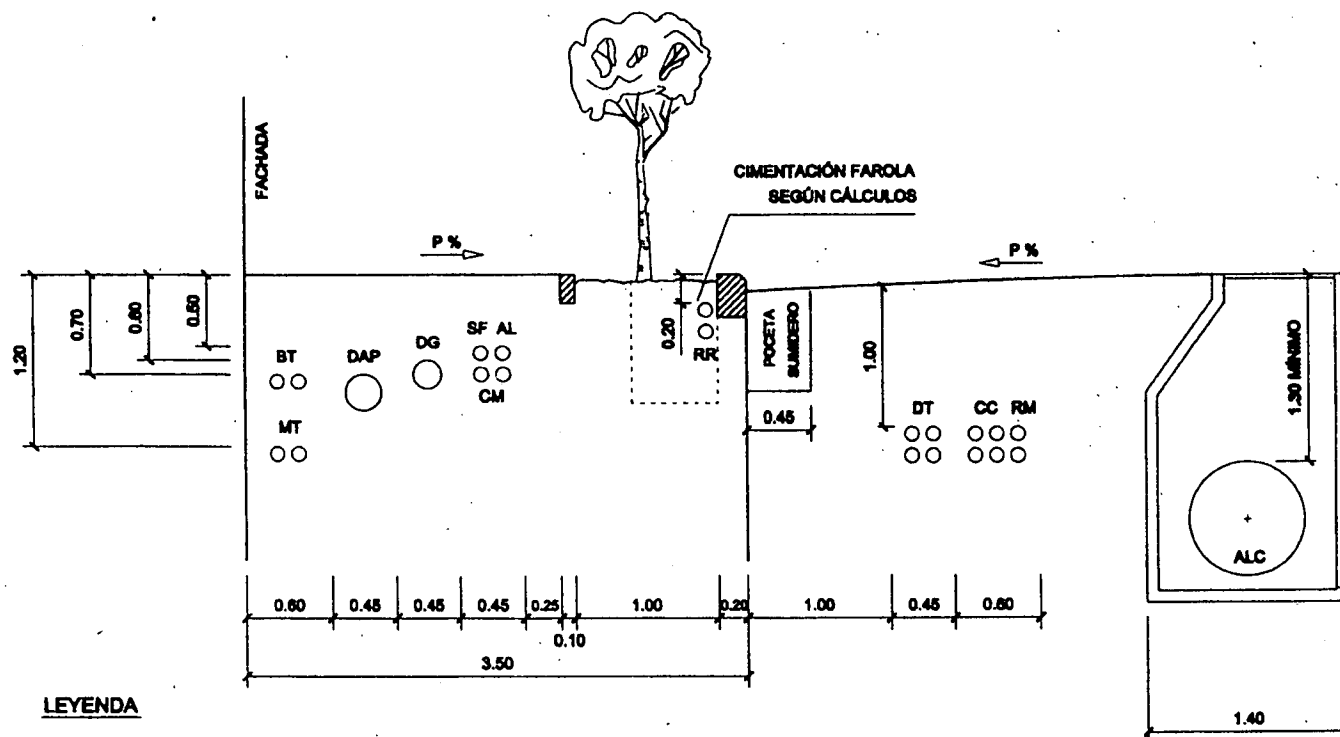 FACHADA
CIMENTACIÓN FAROLA
SEGÚN CÁLCULOS
P %
P %
1.20
0.70
0.60
0.50
BT
MT
DAP
DG
SF AL
CM
0.20
RR
POCETA
SUMIDERO
0.45
1.00
DT
CC
RM
1.30 MÍNIMO
ALC
0.60
0.45
0.45
0.45
0.25
0.10
1.00
0.20
1.00
0.45
0.60
3.50
1.40
LEYENDA